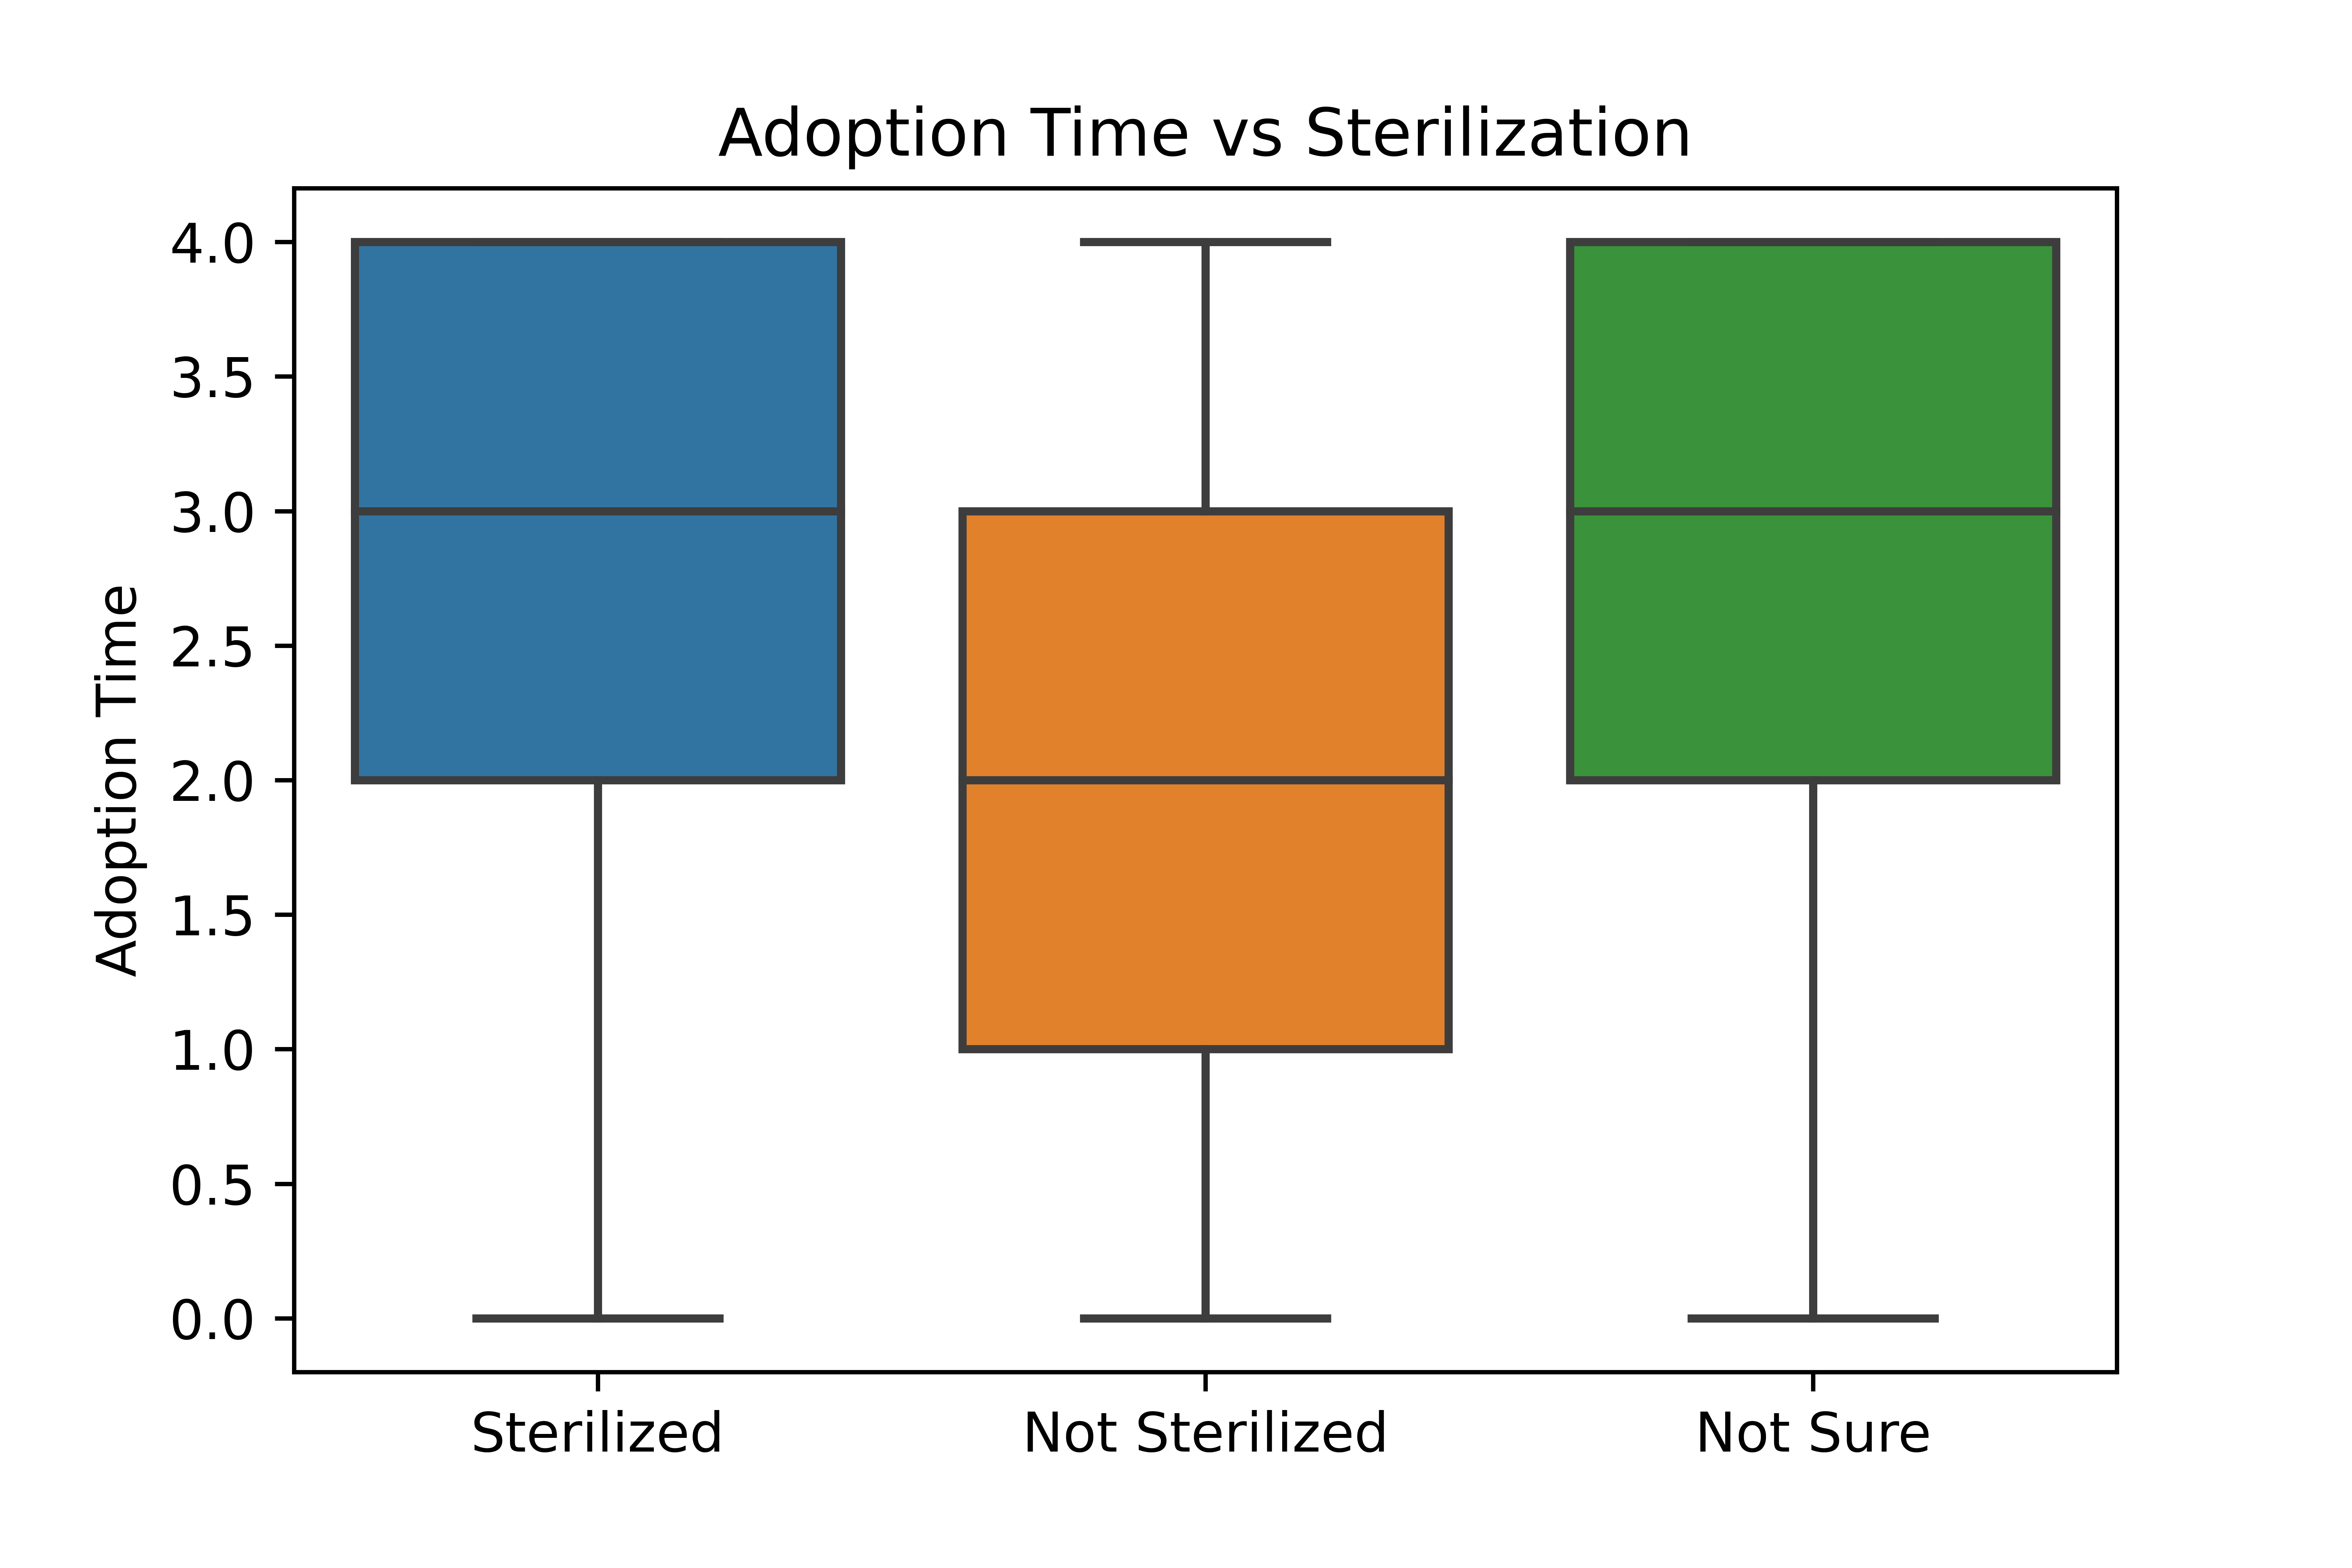 Adoption Time vs Sterilization
4.0
3.5
3.0
2.5
2.0
1.5
1.0
0.5
0.0
Adoption Time
Sterilized
Not Sterilized
Not Sure